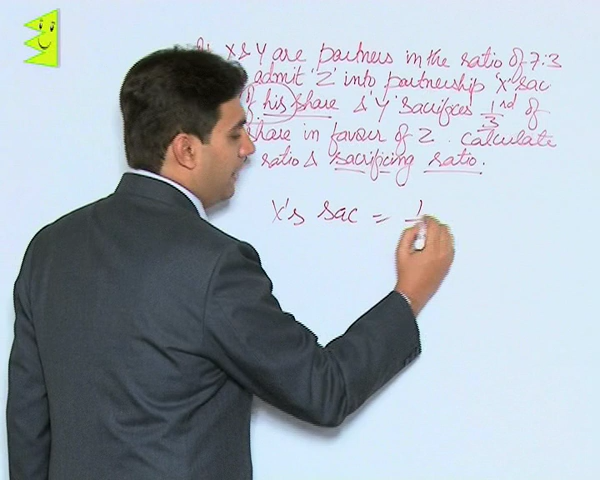 X & Y are partners in the ratio of 7:3
admit 'Z' into partnership 'X' sac
his share & 'Y' sacrifices 1/3rd of
share in favour of Z. calculate
ratio & sacrificing ratio.
X's sac = 1